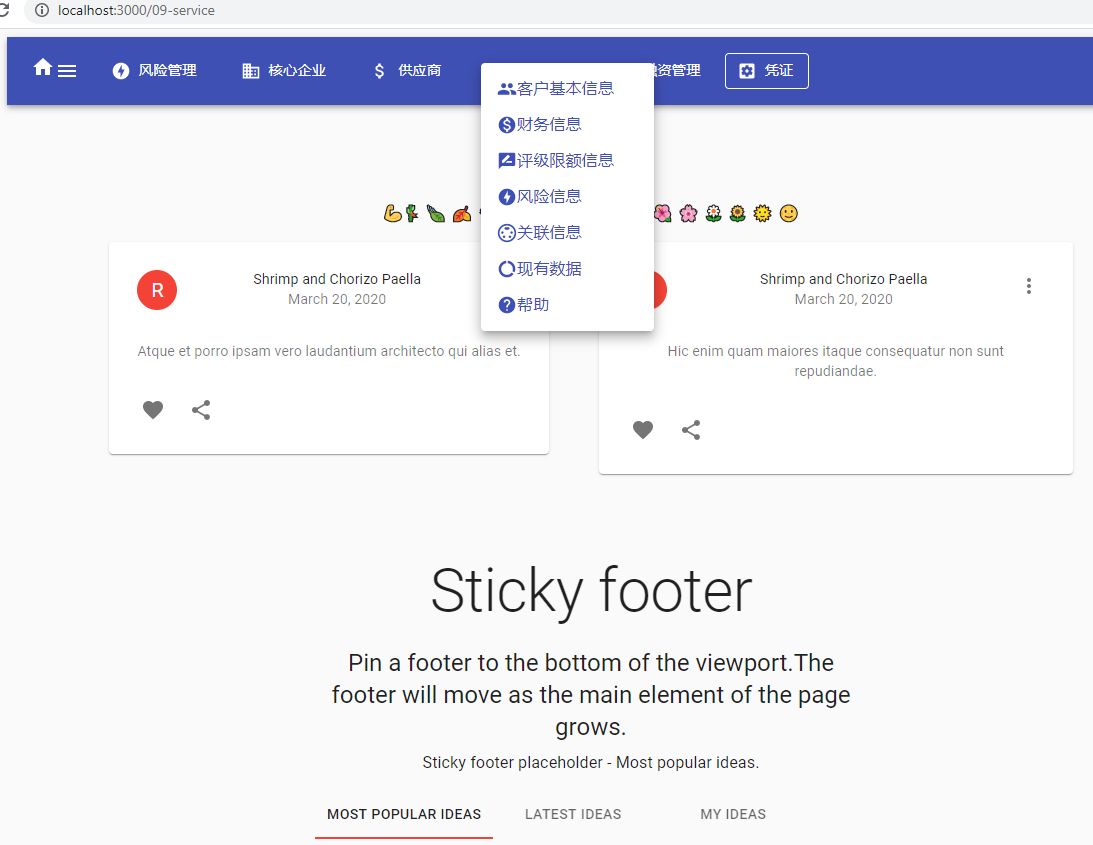 localhost:3000/09-service
风险管理 核心企业 供应商 资管理 凭证
客户基本信息
财务信息
评级限额信息
风险信息
关联信息
现有数据
帮助
R
Shrimp and Chorizo Paella
March 20, 2020
Atque et porro ipsam vero laudantium architecto qui alias et.
Shrimp and Chorizo Paella
March 20, 2020
Hic enim quam maiores itaque consequatur non sunt
repudiandae.
Sticky footer
Pin a footer to the bottom of the viewport.The
footer will move as the main element of the page
grows.
Sticky footer placeholder - Most popular ideas.
MOST POPULAR IDEAS LATEST IDEAS MY IDEAS